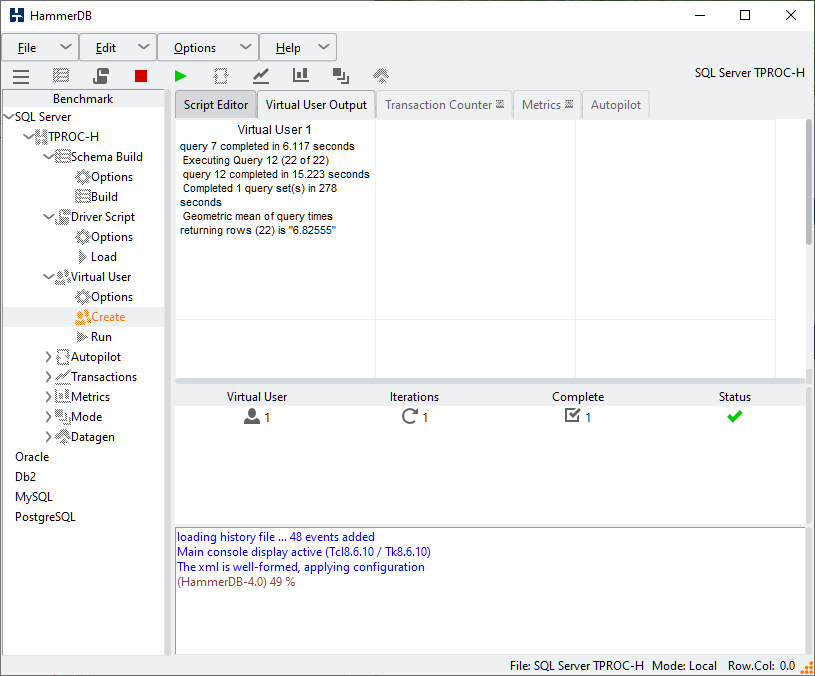 HammerDB
File Edit Options Help
SQL Server TPROC-H
Benchmark
SQL Server
TPROC-H
Schema Build
Options
Build
Driver Script
Options
Load
Virtual User
Options
Create
Run
Autopilot
Transactions
Metrics
Mode
Datagen
Oracle
Db2
MySQL
PostgreSQL
Script Editor Virtual User Output Transaction Counter Metrics Autopilot
Virtual User 1
query 7 completed in 6.117 seconds
Executing Query 12 (22 of 22)
query 12 completed in 15.223 seconds
Completed 1 query set(s) in 278
seconds
Geometric mean of query times
returning rows (22) is "6.82555"
Virtual User Iterations Complete Status
1 1 1
loading history file ... 48 events added
Main console display active (Tcl8.6.10 / Tk8.6.10)
The xml is well-formed, applying configuration
(HammerDB-4.0) 49 %
File: SQL Server TPROC-H Mode: Local Row.Col: 0.0